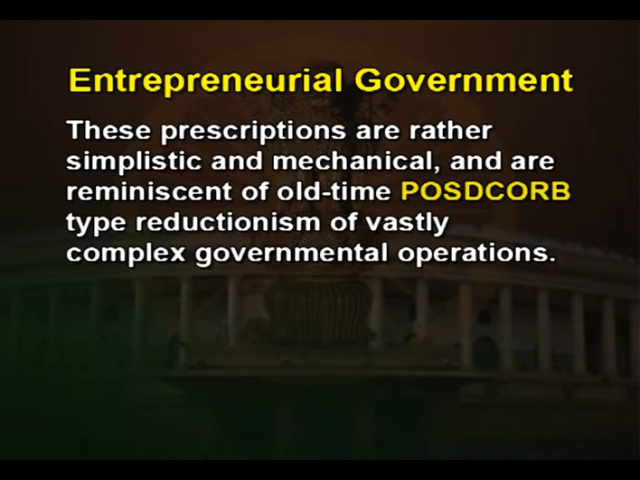 Entrepreneurial Government
These prescriptions are rather
simplistic and mechanical, and are
reminiscent of old-time POSDCORB
type reductionism of vastly
complex governmental operations.